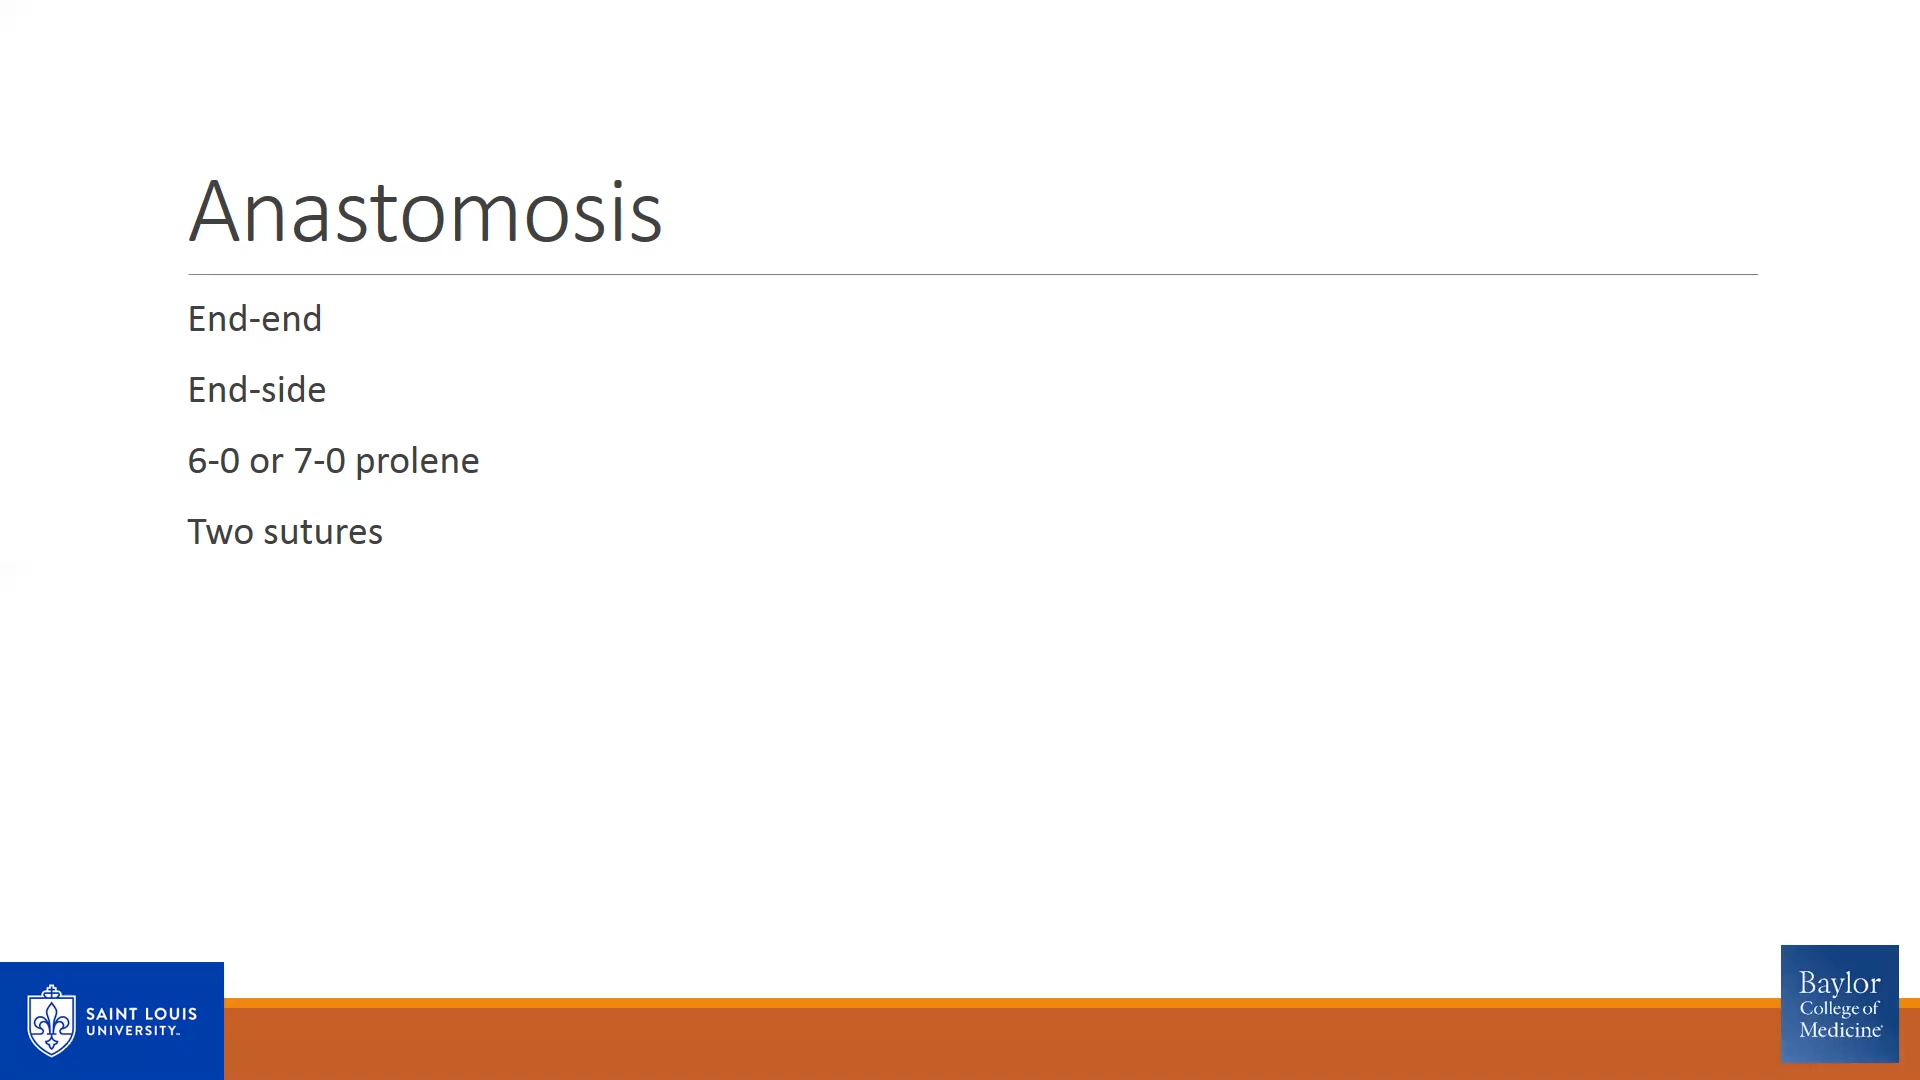 Anastomosis
End-end
End-side
6-0 or 7-0 prolene
Two sutures
SAINT LOUIS
UNIVERSITY™
Baylor
College of
Medicine